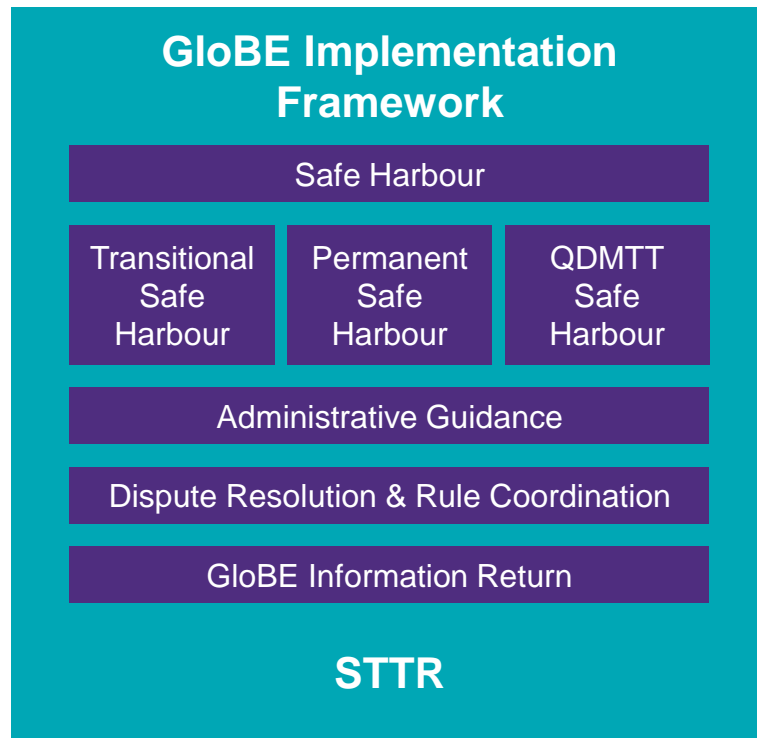 GloBE Implementation
Framework
Safe Harbour
Transitional
Safe
Harbour
Permanent
Safe
Harbour
QDMTT
Safe
Harbour
Administrative Guidance
Dispute Resolution & Rule Coordination
GloBE Information Return
STTR